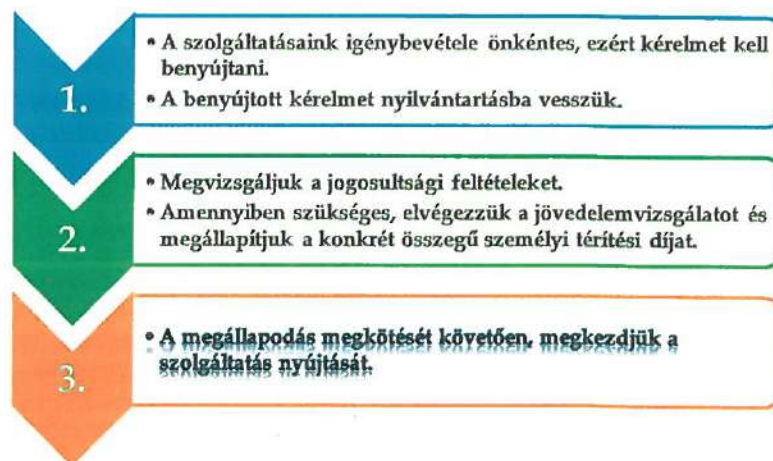 1.
• A szolgáltatásaink igénybevétele önkéntes, ezért kérelmet kell
benyújtani.
• A benyújtott kérelmet nyilvántartásba vesszük.
2.
• Megvizsgáljuk a jogosultsági feltételeket.
• Amennyiben szükséges, elvégezzük a jövedelemvizsgálatot és
megállapítjuk a konkrét összegű személyi térítési díjat.
3.
• A megállapodás megkötését követően, megkezdjük a
szolgáltatás nyújtását.